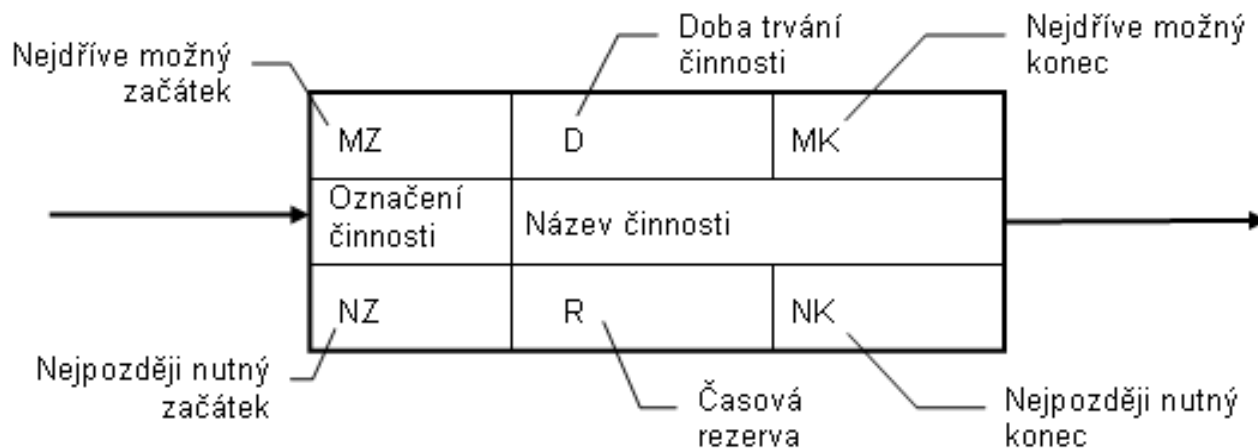 Nejdříve možný
začátek
Doba trvání
činnosti
Nejdříve možný
konec
MZ
D
MK
Označení
činnosti
Název činnosti
NZ
R
NK
Nejpozději nutný
začátek
Časová
rezerva
Nejpozději nutný
konec